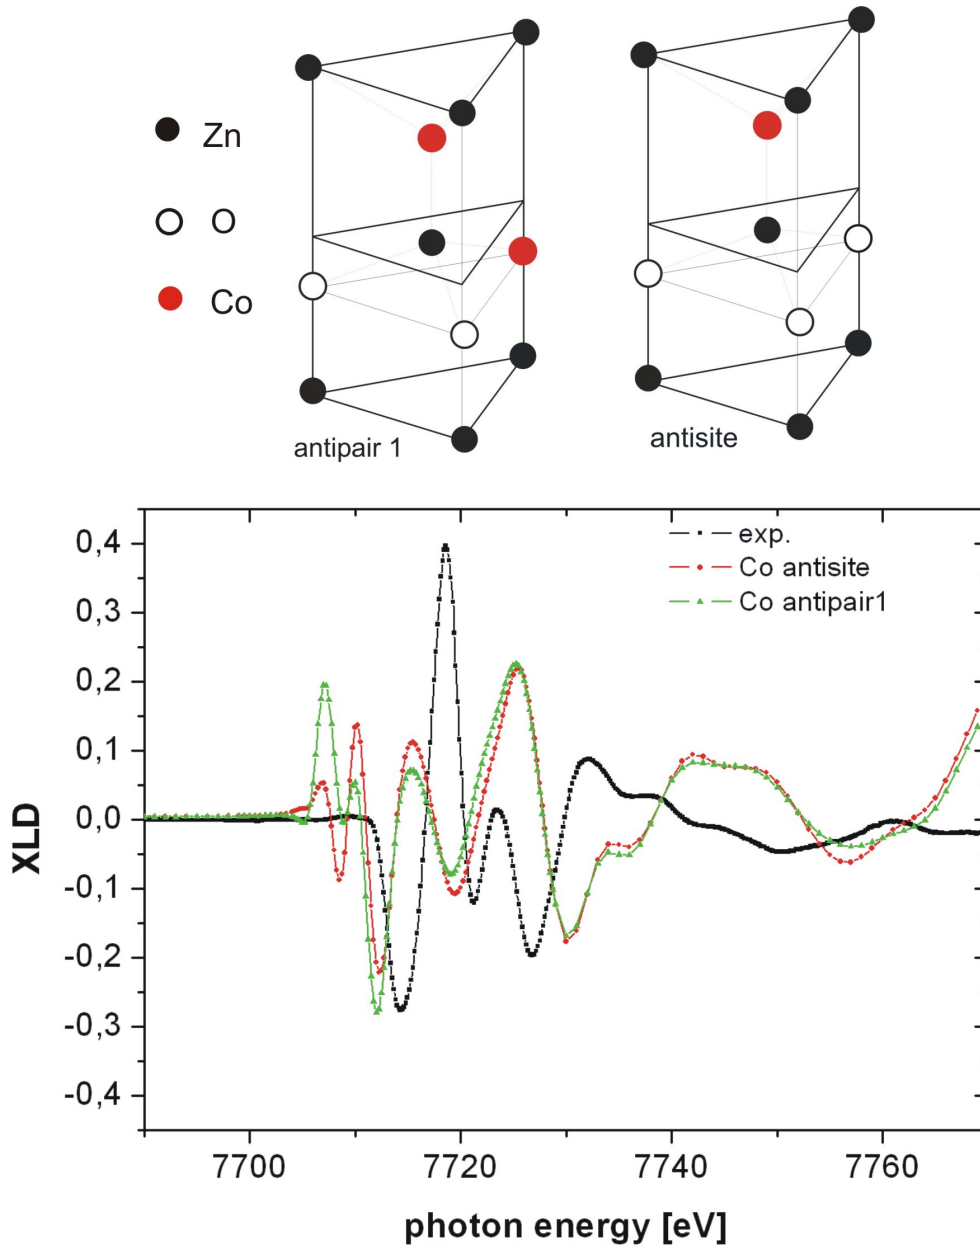 Zn
O
Co
antipair 1
antisite
exp.
Co antisite
Co antipair1
0,4
0,3
0,2
0,1
0,0
-0,1
-0,2
-0,3
-0,4
XLD
7700
7720
7740
7760
photon energy [eV]